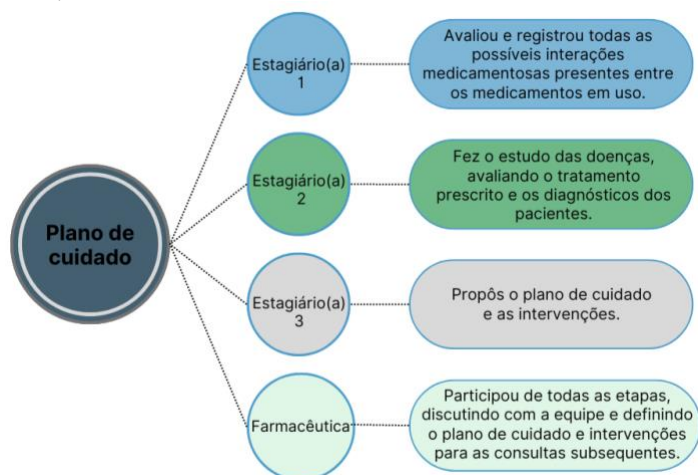 Plano de
cuidado
Estagiário(a)
1
Avaliou e registrou todas as
possíveis interações
medicamentosas presentes entre
os medicamentos em uso.
Estagiário(a)
2
Fez o estudo das doenças,
avaliando o tratamento
prescrito e os diagnósticos dos
pacientes.
Estagiário(a)
3
Propôs o plano de cuidado
e as intervenções.
Farmacêutica
Participou de todas as etapas,
discutindo com a equipe e definindo
o plano de cuidado e intervenções
para as consultas subsequentes.